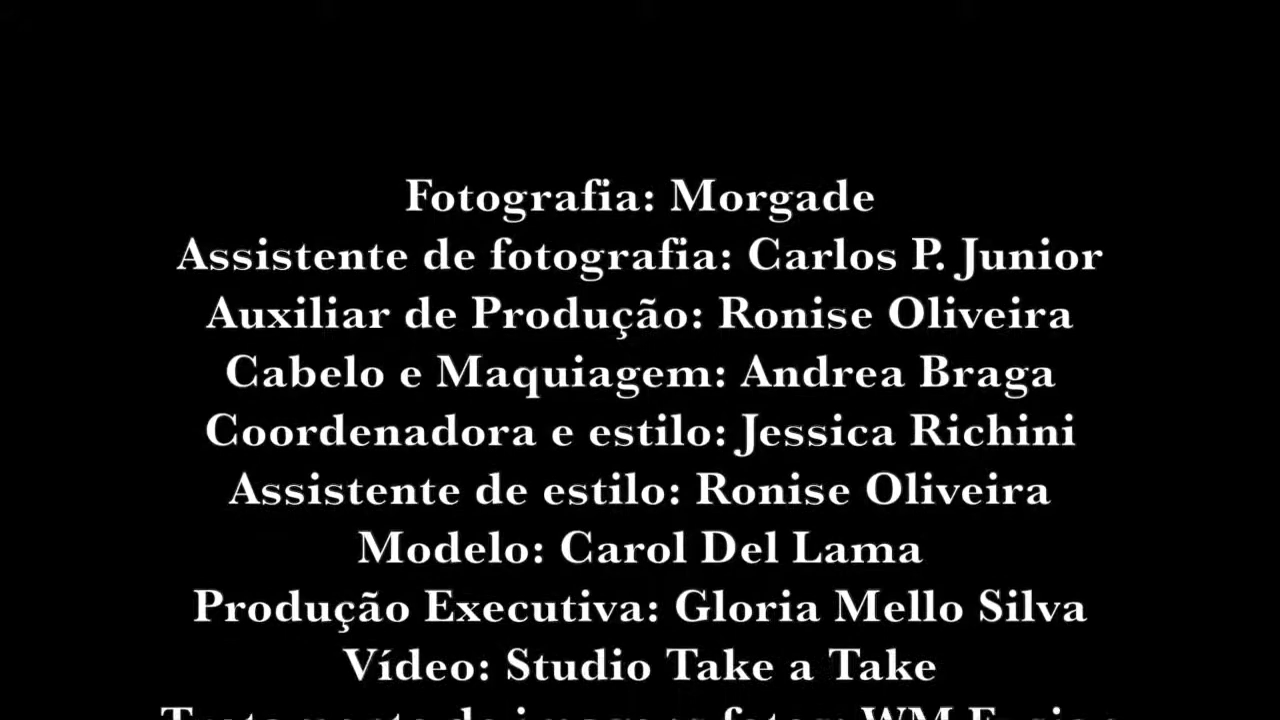 Fotografia: Morgade
Assistente de fotografia: Carlos P. Junior
Auxiliar de Produção: Ronise Oliveira
Cabelo e Maquiagem: Andrea Braga
Coordenadora e estilo: Jessica Richini
Assistente de estilo: Ronise Oliveira
Modelo: Carol Del Lama
Produção Executiva: Gloria Mello Silva
Vídeo: Studio Take a Take